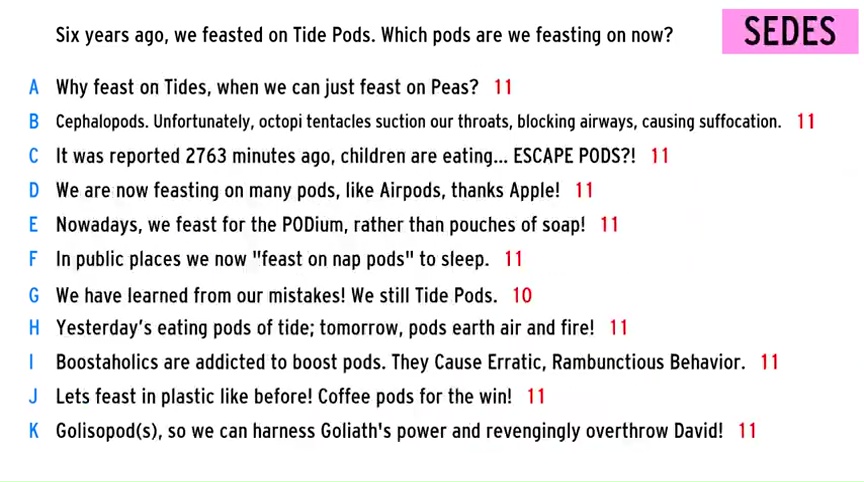 Six years ago, we feasted on Tide Pods. Which pods are we feasting on now?
SEDES
A Why feast on Tides, when we can just feast on Peas? 11
B Cephalopods. Unfortunately, octopi tentacles suction our throats, blocking airways, causing suffocation. 11
C It was reported 2763 minutes ago, children are eating... ESCAPE PODS?! 11
D We are now feasting on many pods, like Airpods, thanks Apple! 11
E Nowadays, we feast for the PODium, rather than pouches of soap! 11
F In public places we now "feast on nap pods" to sleep. 11
G We have learned from our mistakes! We still Tide Pods. 10
H Yesterday's eating pods of tide; tomorrow, pods earth air and fire! 11
I Boostaholics are addicted to boost pods. They Cause Erratic, Rambunctious Behavior. 11
J Lets feast in plastic like before! Coffee pods for the win! 11
K Golisopod(s), so we can harness Goliath's power and revengingly overthrow David! 11